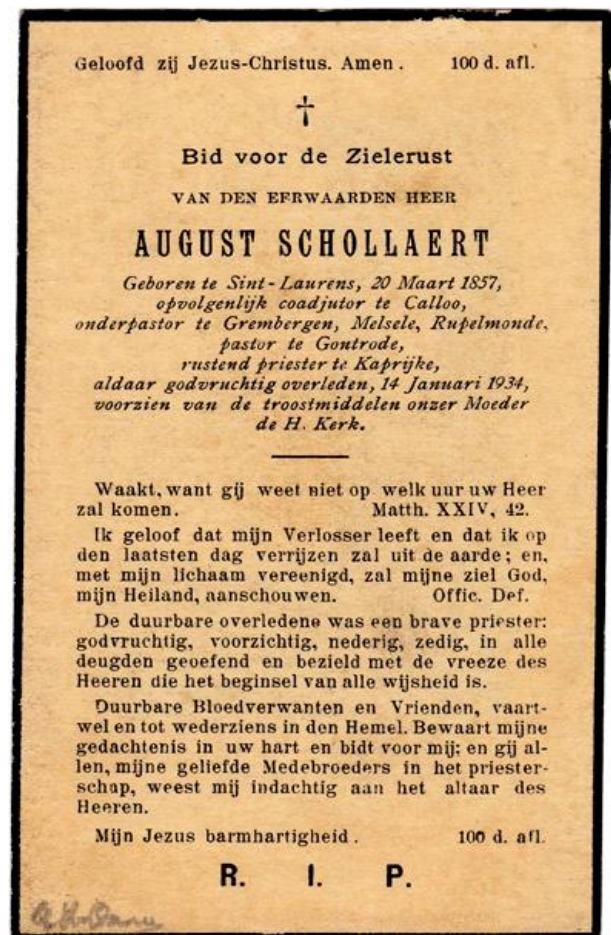 Geloofd zij Jezus-Christus. Amen. 100 d. afl.
†
Bid voor de Zielerust
VAN DEN EERWAARDEN HEER
AUGUST SCHOLLAERT
Geboren te Sint-Laurens, 20 Maart 1857,
opvolgenlijk coadjutor te Calloo,
onderpastor te Grembergen, Melsele, Rupelmonde,
pastor te Gontrode,
rustend priester te Kaprijke,
aldaar godvruchtig overleden, 14 Januari 1934,
voorzien van de troostmiddelen onzer Moeder
de H. Kerk.
Waakt, want gij weet niet op welk uur uw Heer
zal komen. Matth. XXIV, 42.
Ik geloof dat mijn Verlosser leeft en dat ik op
den laatsten dag verrijzen zal uit de aarde; en,
met mijn lichaam vereenigd, zal mijne ziel God,
mijn Heiland, aanschouwen. Offic. Def.
De duurbare overledene was een brave priester:
godvruchtig, voorzichtig, nederig, zedig, in alle
deugden geoefend en bezield met de vreeze des
Heeren die het beginsel van alle wijsheid is.
Duurbare Bloedverwanten en Vrienden, vaart-
wel en tot wederziens in den Hemel. Bewaart mijne
gedachtenis in uw hart en bidt voor mij; en gij al-
len, mijne geliefde Medebroeders in het priester-
schap, weest mij indachtig aan het altaar des
Heeren.
Mijn Jezus barmhartigheid. 100 d. afl.
R. I. P.